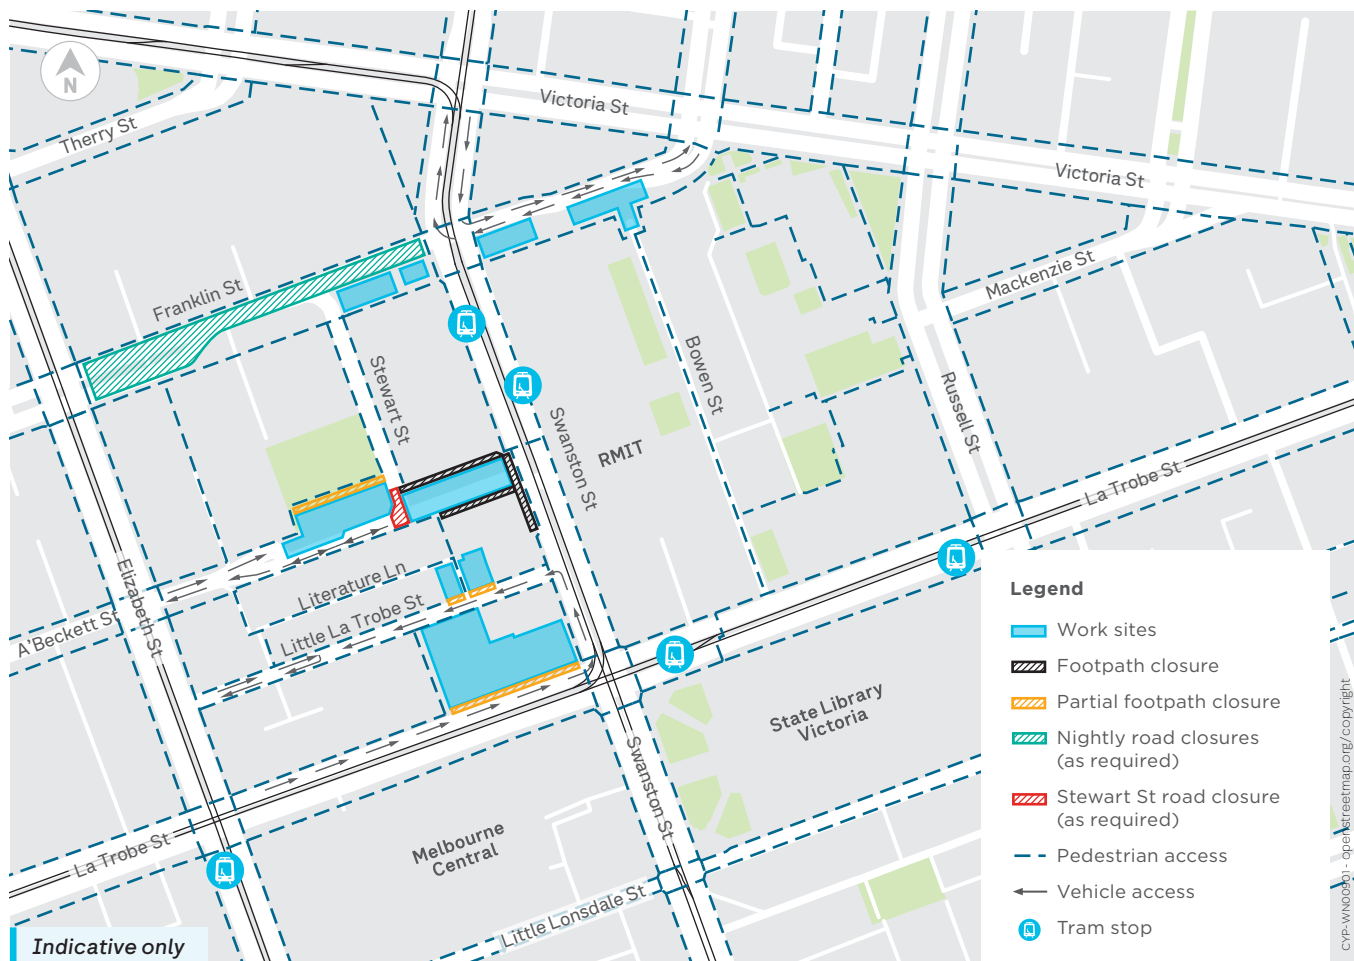 N
Therry St
Victoria St
Victoria St
Franklin St
Mackenzie St
Stewart St
Bowen St
Russell St
Swanston St
RMIT
La Trobe St
Elizabeth St
Literature Ln
Little La Trobe St
A'Beckett St
State Library
Victoria
Swanston St
Melbourne
Central
La Trobe St
Little Lonsdale St
Indicative only
Legend
Work sites
Footpath closure
Partial footpath closure
Nightly road closures
(as required)
Stewart St road closure
(as required)
Pedestrian access
Vehicle access
Tram stop
CYP-WN00901 - openstreetmap.org/copyright